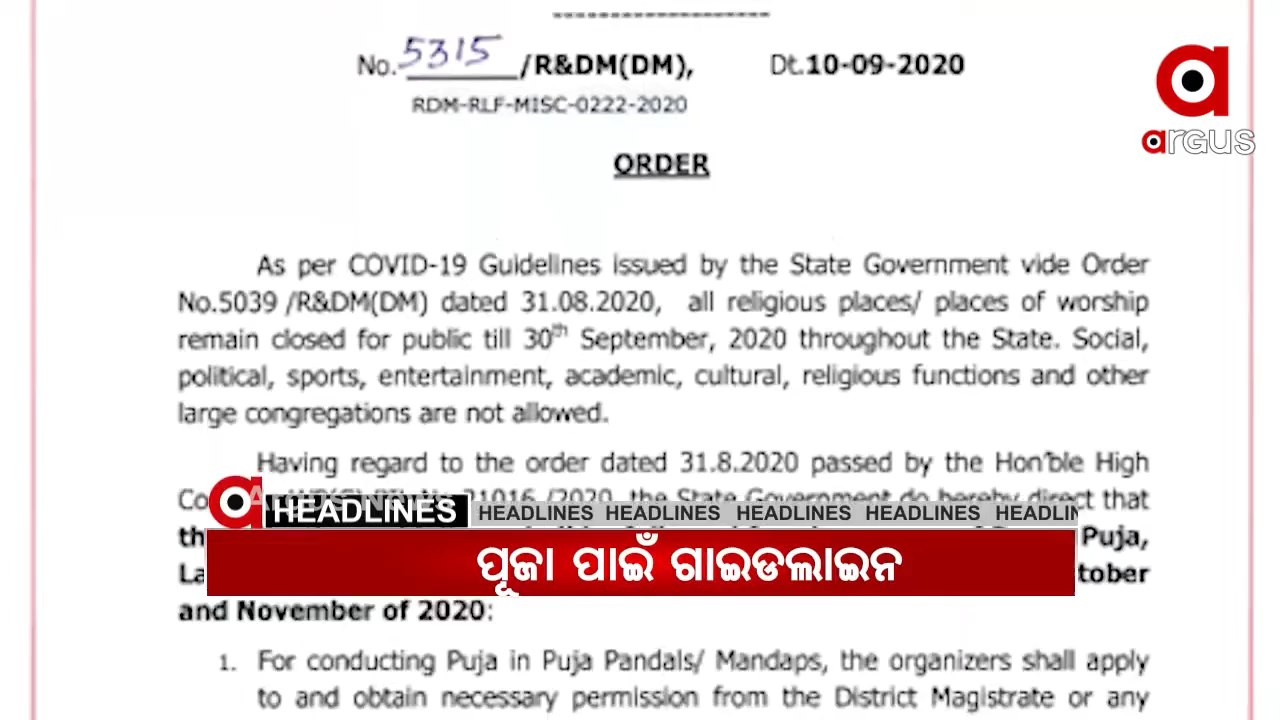 No. 5315 /R&DM(DM), Dt.10-09-2020
RDM-RLF-MISC-0222-2020
argus
ORDER
As per COVID-19 Guidelines issued by the State Government vide Order
No.5039 /R&DM(DM) dated 31.08.2020, all religious places/ places of worship
remain closed for public till 30th September, 2020 throughout the State. Social,
political, sports, entertainment, academic, cultural, religious functions and other
large congregations are not allowed.
Having regard to the order dated 31.8.2020 passed by the Hon'ble High
31016 /2020, the State Government do hereby direct that
HEADLINES HEADLINES HEADLINES HEADLINES HEADLINES
Puja,
ପୂଜା ପାଇଁ ଗାଇଡଲାଇନ
and November of 2020:
1. For conducting Puja in Puja Pandals/ Mandaps, the organizers shall apply
to and obtain necessary permission from the District Magistrate or any